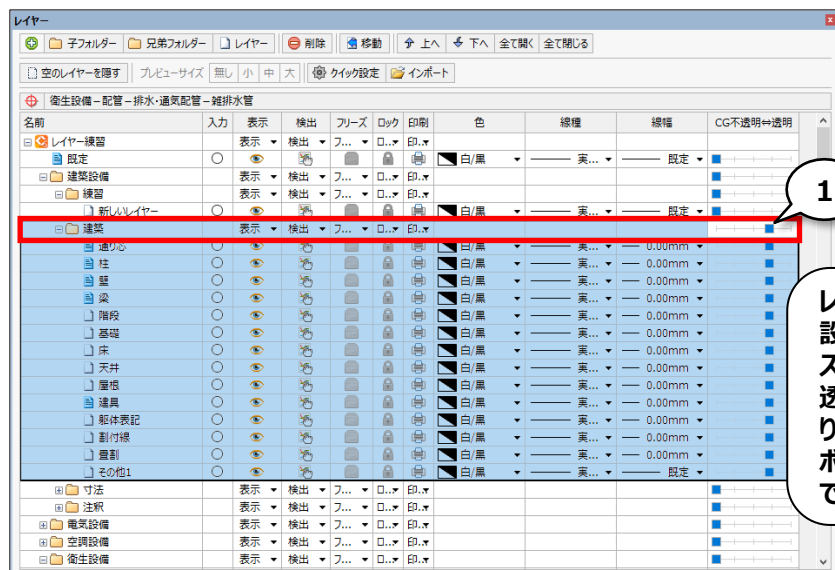 レイヤー
子フォルダー 兄弟フォルダー レイヤー 削除 移動 上へ 下へ 全て開く 全て閉じる
空のレイヤーを隠す プレビューサイズ 無し 小 中 大 クイック設定 インポート
衛生設備－配管－排水・通気配管－雑排水管
名前 入力 表示 検出 フリーズ ロック 印刷 色 線種 線幅 CG不透明⇔透明
レイヤー練習 表示 検出 フ... ロ... 印...
既定 白/黒 実... 既定
建築設備 表示 検出 フ... ロ... 印...
練習 表示 検出 フ... ロ... 印...
新しいレイヤー 白/黒 実... 既定
1
建築 表示 検出 フ... ロ... 印...
通り芯 白/黒 実... 0.00mm
柱 白/黒 実... 0.00mm
壁 白/黒 実... 0.00mm
梁 白/黒 実... 0.00mm
階段 白/黒 実... 0.00mm
基礎 白/黒 実... 0.00mm
床 白/黒 実... 0.00mm
天井 白/黒 実... 0.00mm
屋根 白/黒 実... 0.00mm
建具 白/黒 実... 0.00mm
躯体表記 白/黒 実... 0.00mm
割付線 白/黒 実... 0.00mm
畳割 白/黒 実... 0.00mm
その他1 白/黒 実... 既定
寸法 表示 検出 フ... ロ... 印...
注釈 表示 検出 フ... ロ... 印...
電気設備 表示 検出 フ... ロ... 印...
空調設備 表示 検出 フ... ロ... 印...
衛生設備 表示 検出 フ... ロ... 印...
レ
設
ス
透
り
ボ
で